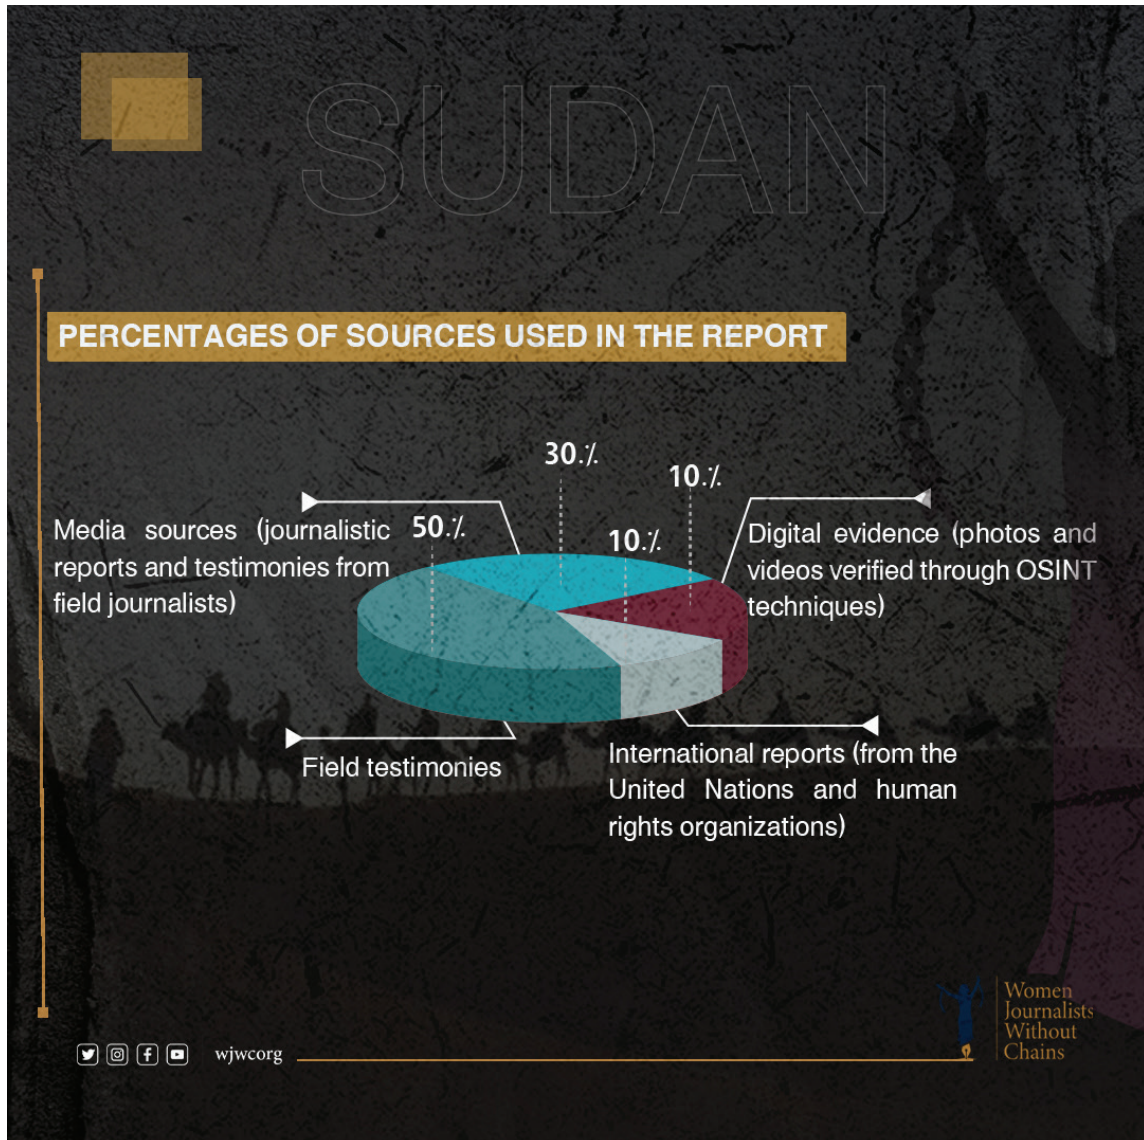 SUDAN
PERCENTAGES OF SOURCES USED IN THE REPORT
30.٪
10.٪
50.٪
10.٪
Media sources (journalistic
reports and testimonies from
field journalists)
Digital evidence (photos and
videos verified through OSINT
techniques)
Field testimonies
International reports (from the
United Nations and human
rights organizations)
wjwcorg
Women
Journalists
Without
Chains